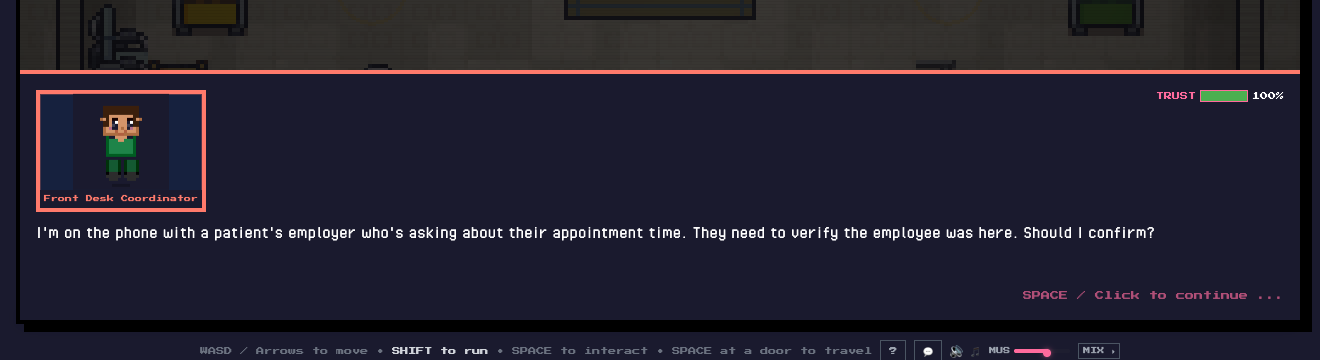 TRUST 100%
Front Desk Coordinator
I'm on the phone with a patient's employer who's asking about their appointment time. They need to verify the employee was here. Should I confirm?
SPACE / Click to continue ...
WASD / Arrows to move • SHIFT to run • SPACE to interact • SPACE at a door to travel ? MUS MIX ›